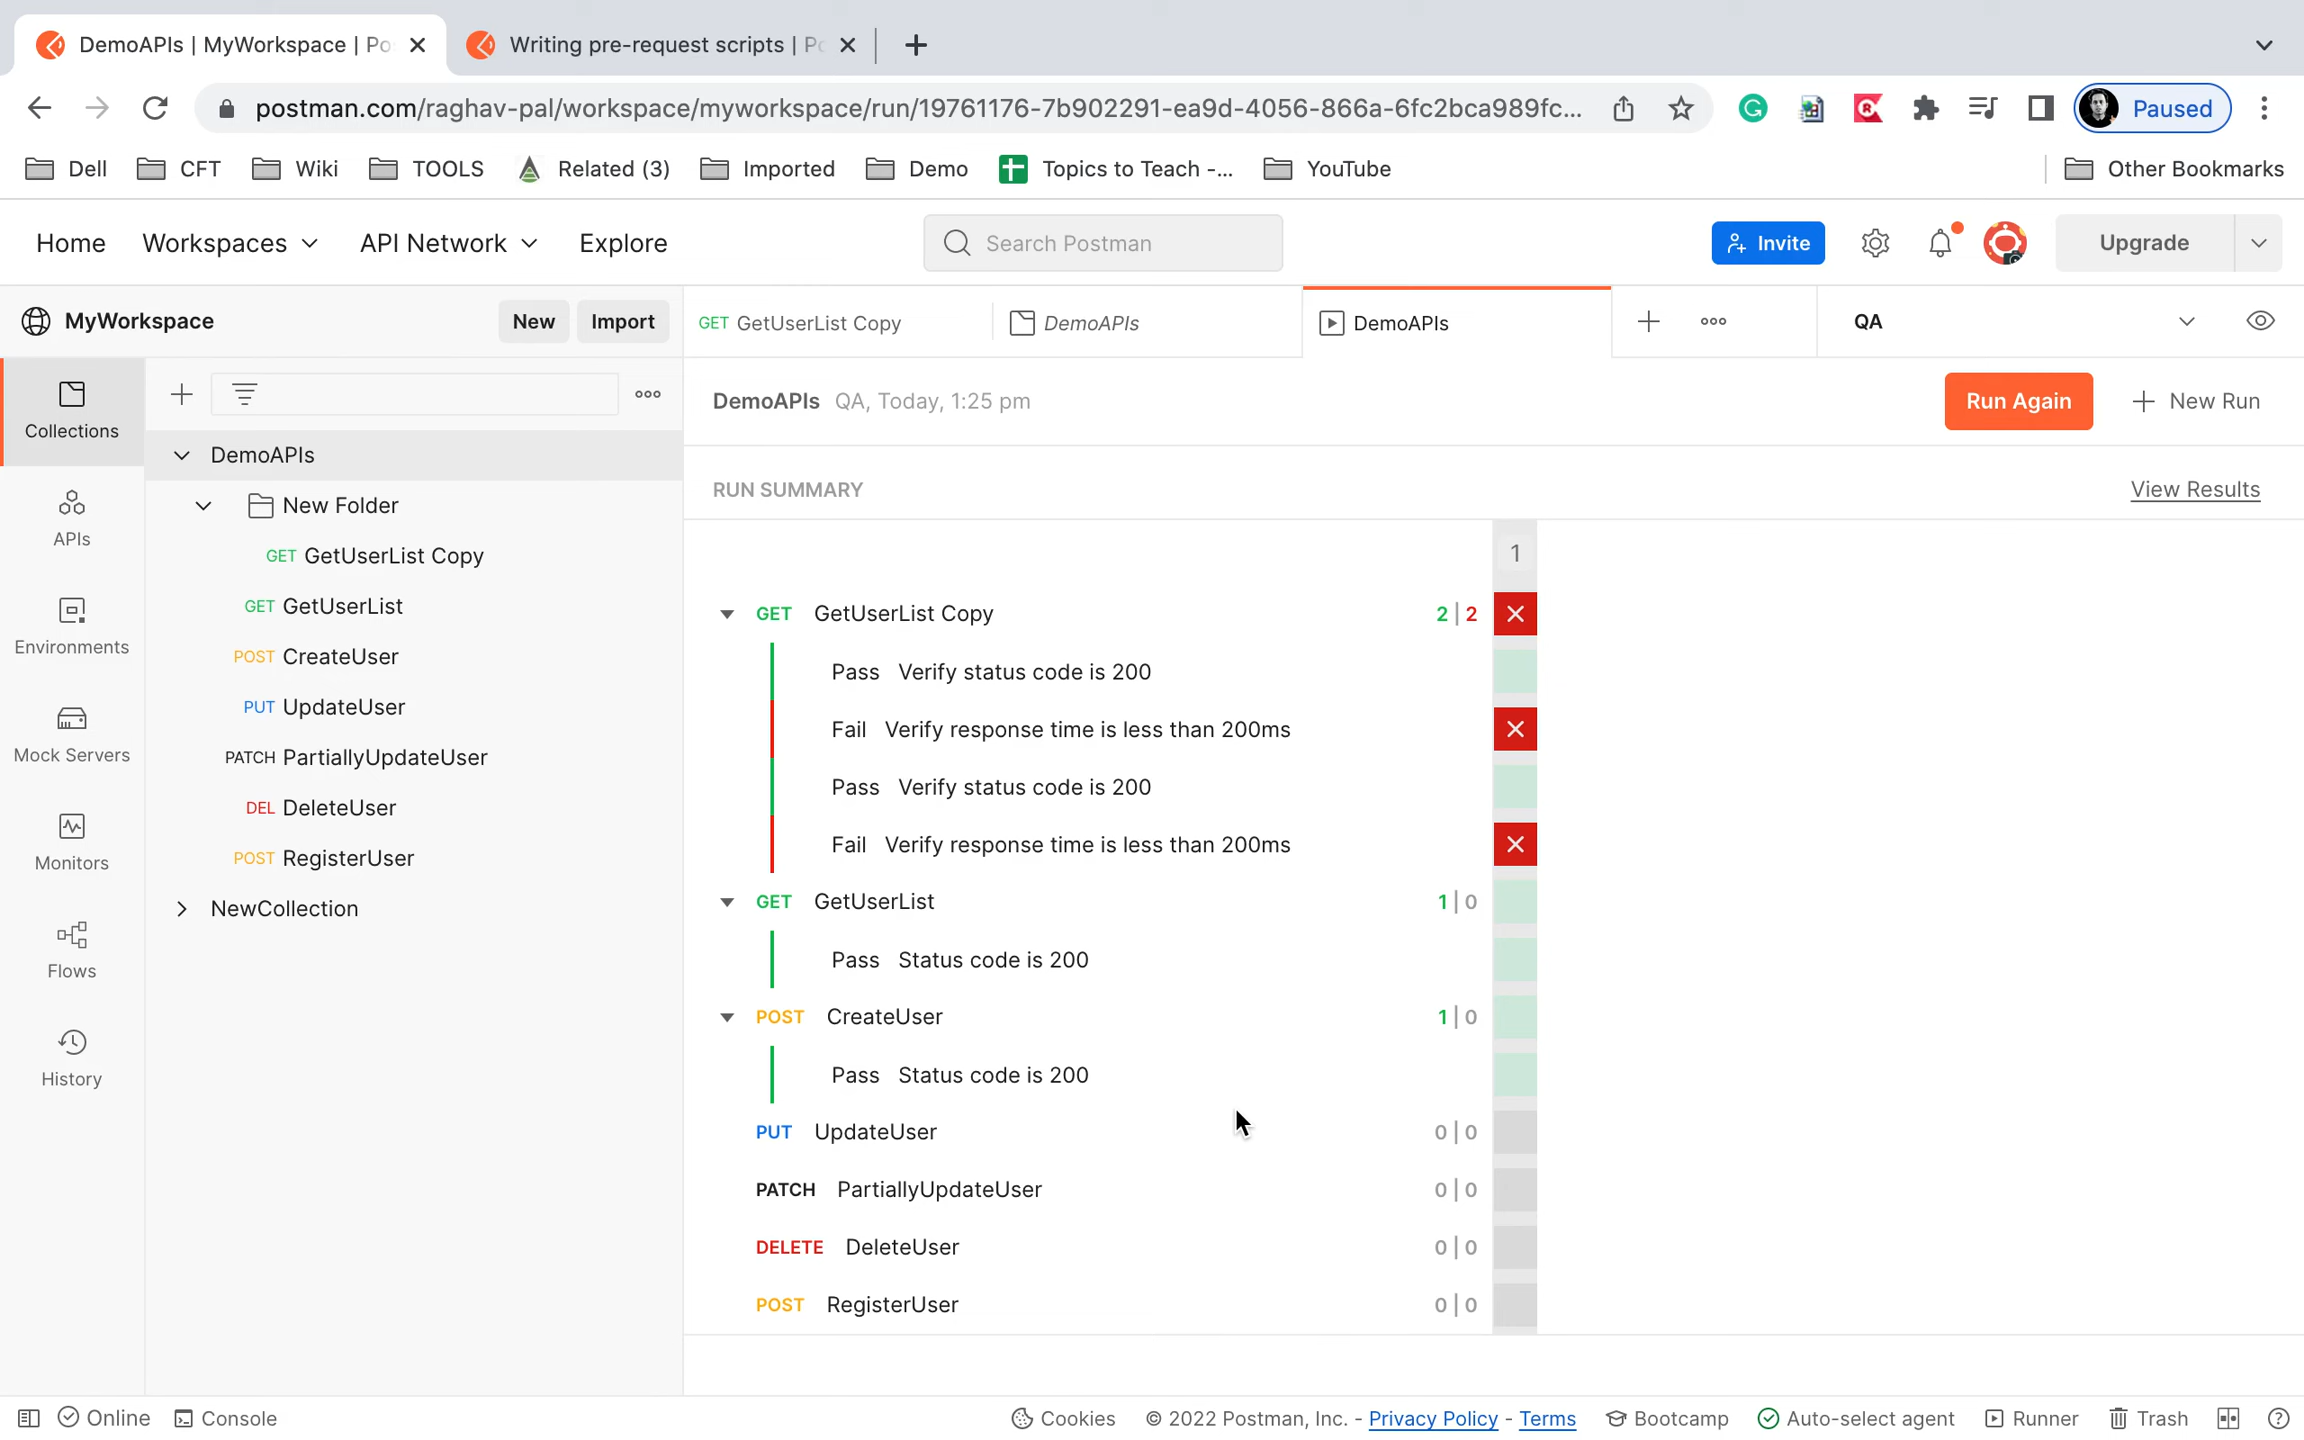 DemoAPIs | MyWorkspace | Po
Writing pre-request scripts | Po
postman.com/raghav-pal/workspace/myworkspace/run/19761176-7b902291-ea9d-4056-866a-6fc2bca989fc...
Paused
Dell
CFT
Wiki
TOOLS
Related (3)
Imported
Demo
Topics to Teach -...
YouTube
Other Bookmarks
Home
Workspaces
API Network
Explore
Search Postman
Invite
Upgrade
MyWorkspace
New
Import
GET GetUserList Copy
DemoAPIs
DemoAPIs
QA
Collections
APIs
Environments
Mock Servers
Monitors
Flows
History
DemoAPIs
New Folder
GET GetUserList Copy
GET GetUserList
POST CreateUser
PUT UpdateUser
PATCH PartiallyUpdateUser
DEL DeleteUser
POST RegisterUser
NewCollection
DemoAPIs QA, Today, 1:25 pm
Run Again
New Run
RUN SUMMARY
View Results
1
GET GetUserList Copy 2 | 2
Pass Verify status code is 200
Fail Verify response time is less than 200ms
Pass Verify status code is 200
Fail Verify response time is less than 200ms
GET GetUserList 1 | 0
Pass Status code is 200
POST CreateUser 1 | 0
Pass Status code is 200
PUT UpdateUser 0 | 0
PATCH PartiallyUpdateUser 0 | 0
DELETE DeleteUser 0 | 0
POST RegisterUser 0 | 0
Online
Console
Cookies
© 2022 Postman, Inc. - Privacy Policy - Terms
Bootcamp
Auto-select agent
Runner
Trash